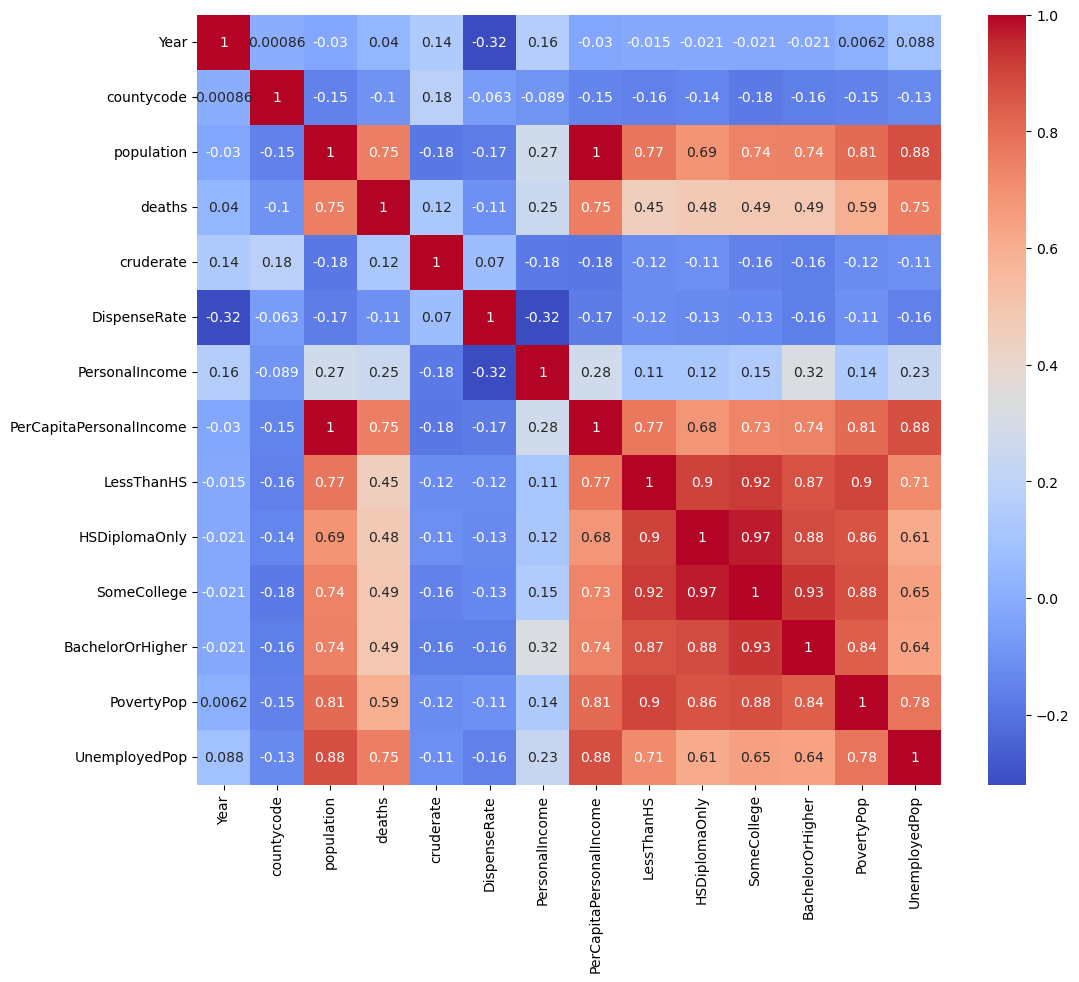 Year 1 0.00086 -0.03 0.04 0.14 -0.32 0.16 -0.03 -0.015 -0.021 -0.021 -0.021 0.0062 0.088
countycode 0.00086 1 -0.15 -0.1 0.18 -0.063 -0.089 -0.15 -0.16 -0.14 -0.18 -0.16 -0.15 -0.13
population -0.03 -0.15 1 0.75 -0.18 -0.17 0.27 1 0.77 0.69 0.74 0.74 0.81 0.88
deaths 0.04 -0.1 0.75 1 0.12 -0.11 0.25 0.75 0.45 0.48 0.49 0.49 0.59 0.75
cruderate 0.14 0.18 -0.18 0.12 1 0.07 -0.18 -0.18 -0.12 -0.11 -0.16 -0.16 -0.12 -0.11
DispenseRate -0.32 -0.063 -0.17 -0.11 0.07 1 -0.32 -0.17 -0.12 -0.13 -0.13 -0.16 -0.11 -0.16
PersonalIncome 0.16 -0.089 0.27 0.25 -0.18 -0.32 1 0.28 0.11 0.12 0.15 0.32 0.14 0.23
PerCapitaPersonalIncome -0.03 -0.15 1 0.75 -0.18 -0.17 0.28 1 0.77 0.68 0.73 0.74 0.81 0.88
LessThanHS -0.015 -0.16 0.77 0.45 -0.12 -0.12 0.11 0.77 1 0.9 0.92 0.87 0.9 0.71
HSDiplomaOnly -0.021 -0.14 0.69 0.48 -0.11 -0.13 0.12 0.68 0.9 1 0.97 0.88 0.86 0.61
SomeCollege -0.021 -0.18 0.74 0.49 -0.16 -0.13 0.15 0.73 0.92 0.97 1 0.93 0.88 0.65
BachelorOrHigher -0.021 -0.16 0.74 0.49 -0.16 -0.16 0.32 0.74 0.87 0.88 0.93 1 0.84 0.64
PovertyPop 0.0062 -0.15 0.81 0.59 -0.12 -0.11 0.14 0.81 0.9 0.86 0.88 0.84 1 0.78
UnemployedPop 0.088 -0.13 0.88 0.75 -0.11 -0.16 0.23 0.88 0.71 0.61 0.65 0.64 0.78 1
Year
countycode
population
deaths
cruderate
DispenseRate
PersonalIncome
PerCapitaPersonalIncome
LessThanHS
HSDiplomaOnly
SomeCollege
BachelorOrHigher
PovertyPop
UnemployedPop
1.0
0.8
0.6
0.4
0.2
0.0
−0.2